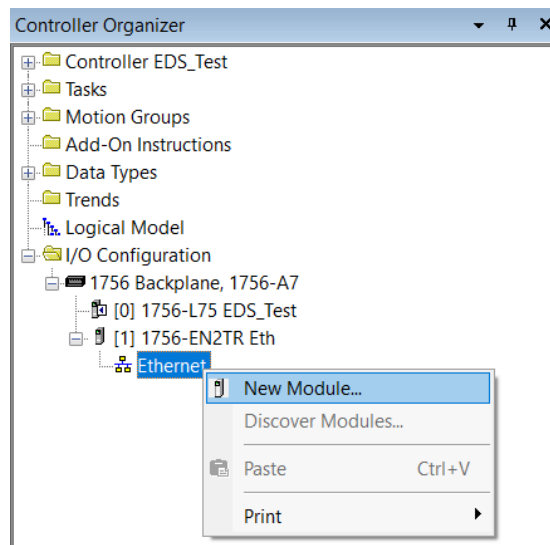 Controller Organizer
Controller EDS_Test
Tasks
Motion Groups
Add-On Instructions
Data Types
Trends
Logical Model
I/O Configuration
1756 Backplane, 1756-A7
[0] 1756-L75 EDS_Test
[1] 1756-EN2TR Eth
Ethernet
New Module...
Discover Modules...
Paste Ctrl+V
Print